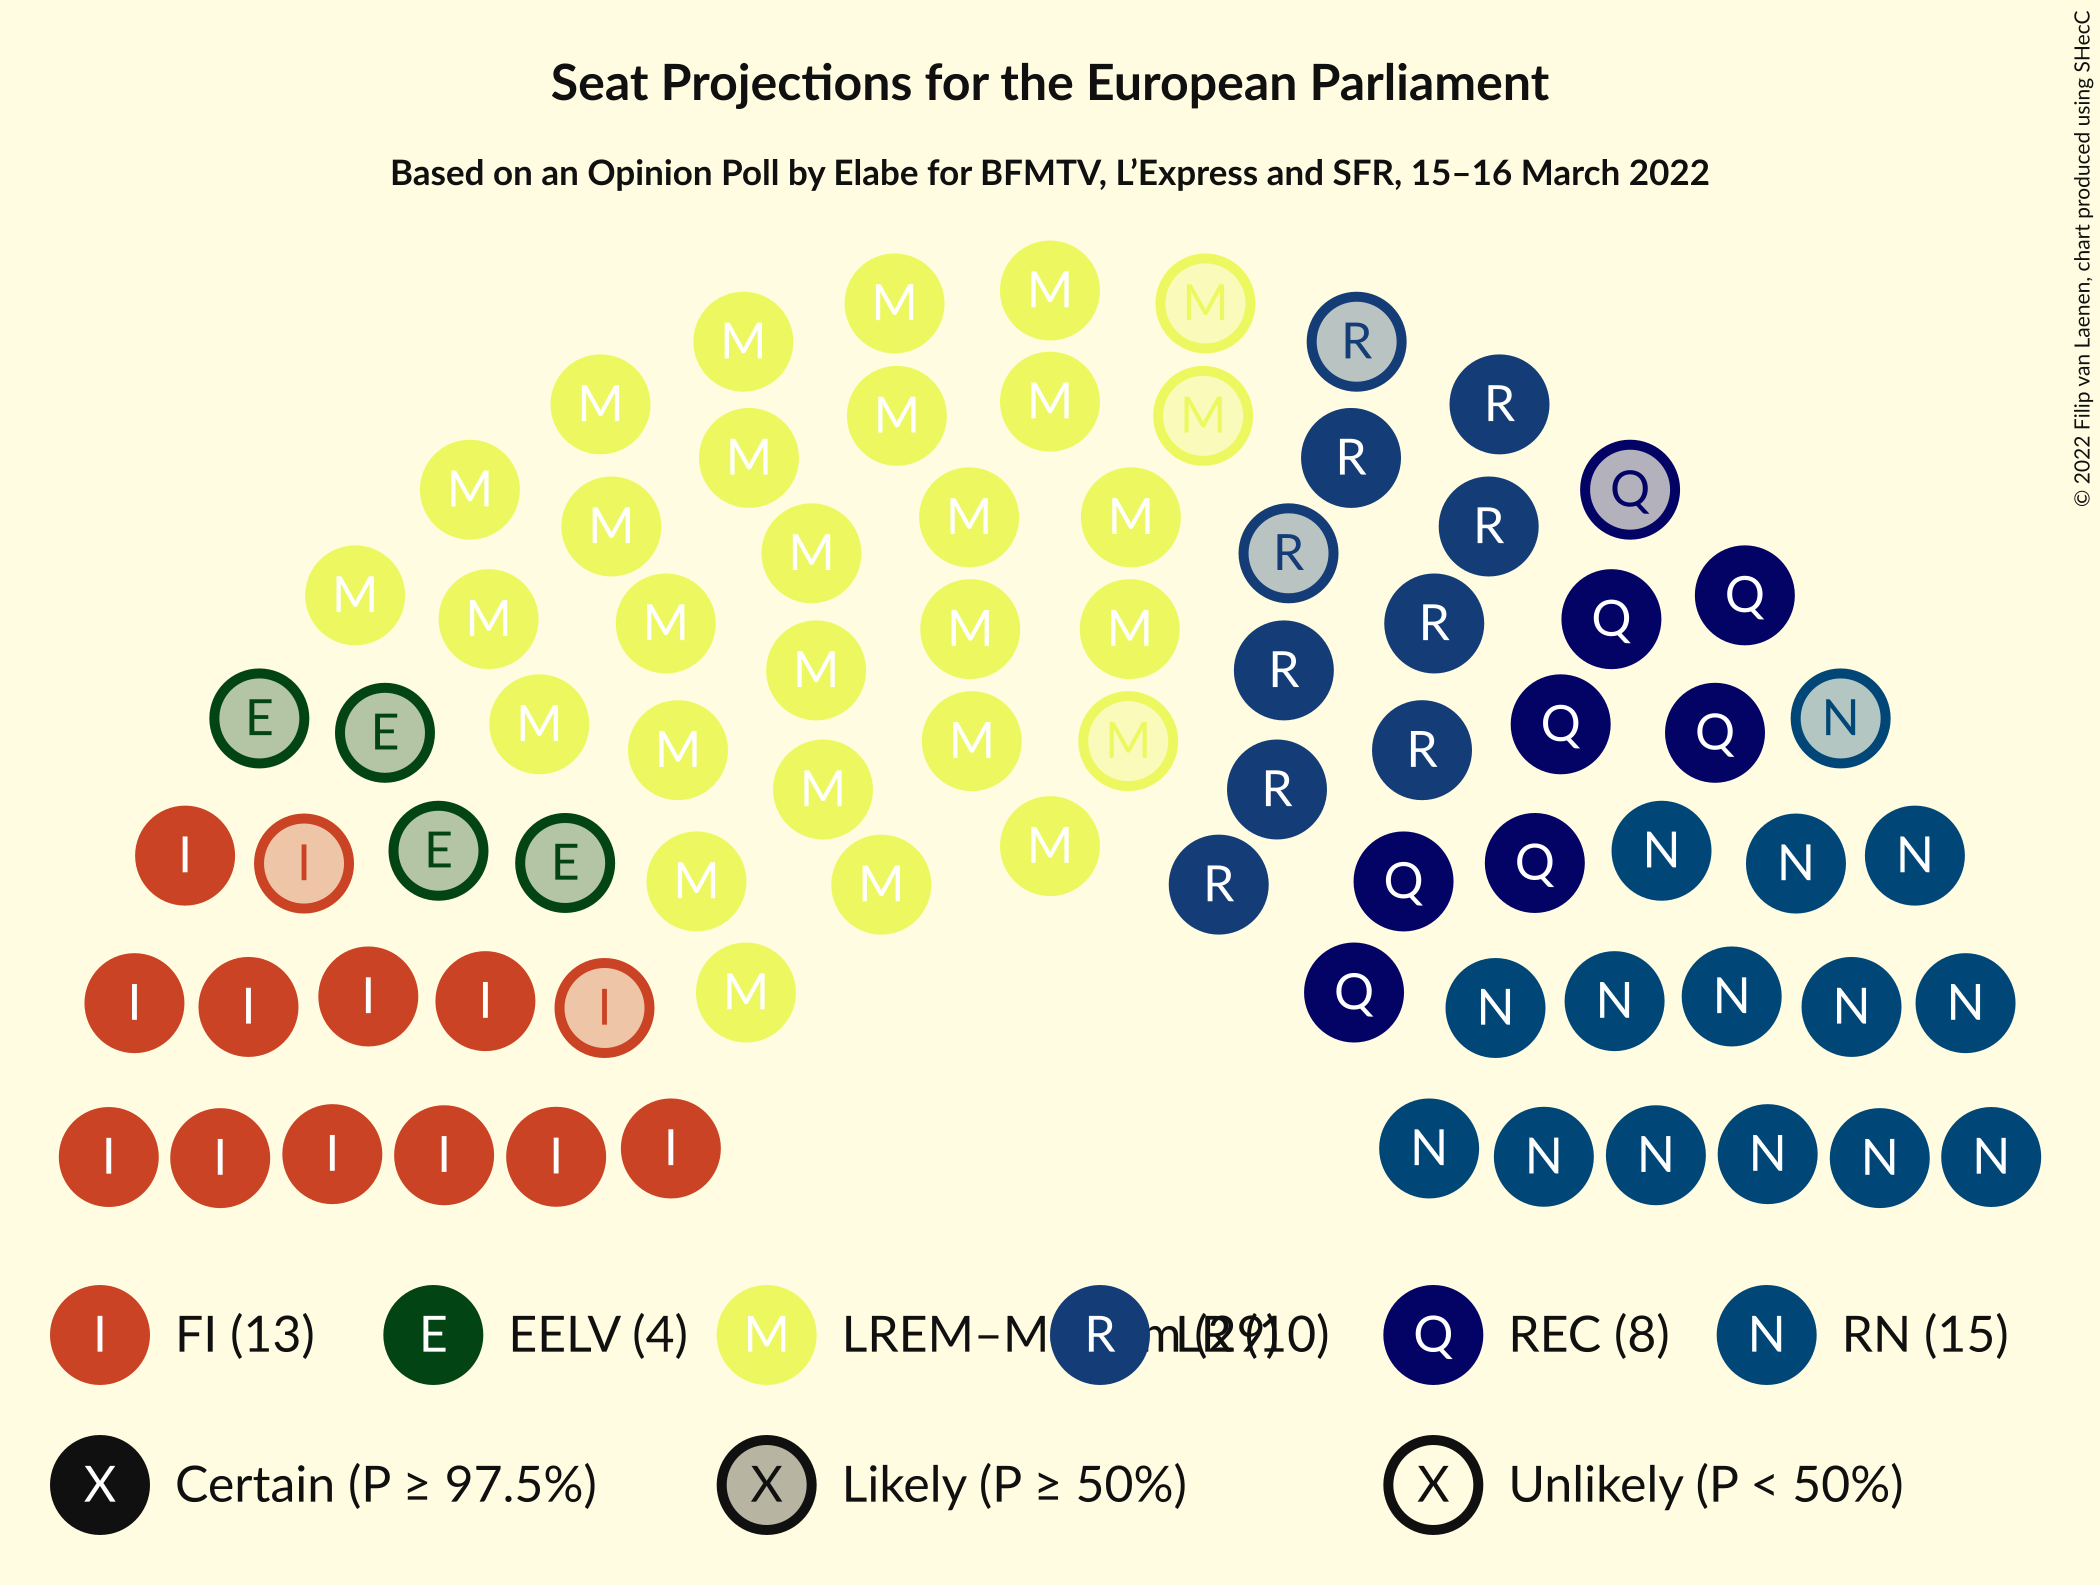 Seat Projections for the European Parliament
Based on an Opinion Poll by Elabe for BFMTV, L’Express and SFR, 15–16 March 2022
© 2022 Filip van Laenen, chart produced using SHecC
M M M M R
M M M R
M M M R R
M M Q
M M R
M M R
M M Q
M M R Q
M M M R
E E M M M R R Q Q N
M M
I I E E M M R Q Q N N N
M M R
I I I I I M Q N N N N N
I I I I I I N N N N N N
I FI (13) E EELV (4) M LREM–M m (29) R LR (10) Q REC (8) N RN (15)
X Certain (P ≥ 97.5%) X Likely (P ≥ 50%) X Unlikely (P < 50%)